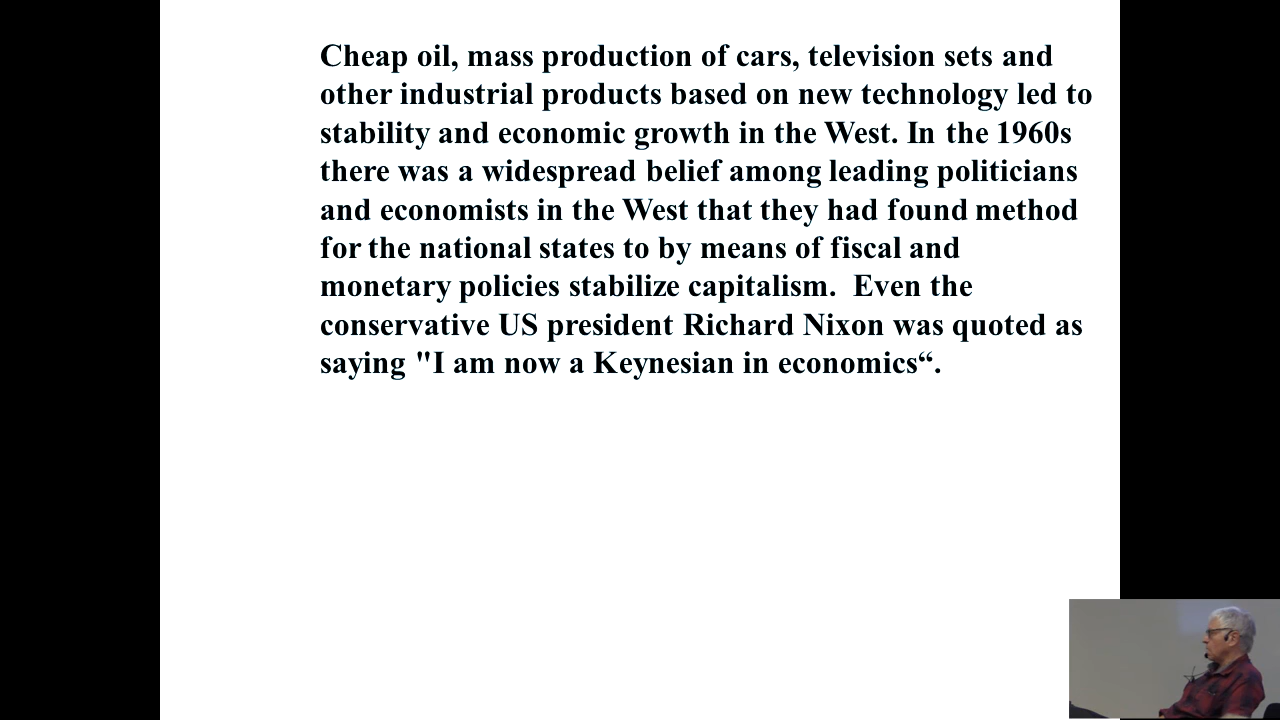 Cheap oil, mass production of cars, television sets and
other industrial products based on new technology led to
stability and economic growth in the West. In the 1960s
there was a widespread belief among leading politicians
and economists in the West that they had found method
for the national states to by means of fiscal and
monetary policies stabilize capitalism.  Even the
conservative US president Richard Nixon was quoted as
saying "I am now a Keynesian in economics“.